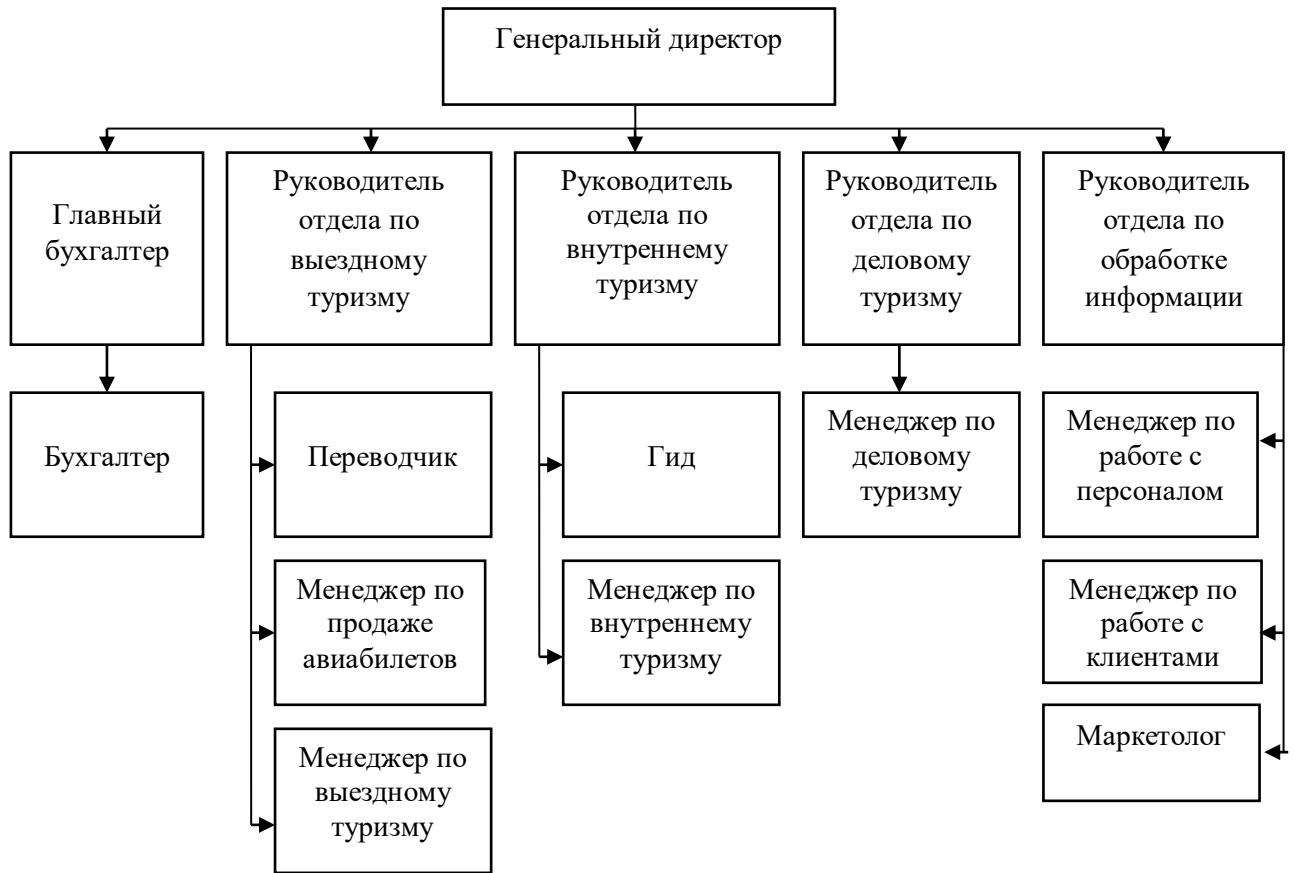 Генеральный директор
Главный
бухгалтер
Руководитель
отдела по
выездному
туризму
Руководитель
отдела по
внутреннему
туризму
Руководитель
отдела по
деловому
туризму
Руководитель
отдела по
обработке
информации
Бухгалтер
Переводчик
Гид
Менеджер по
деловому
туризму
Менеджер по
работе с
персоналом
Менеджер по
продаже
авиабилетов
Менеджер по
внутреннему
туризму
Менеджер по
работе с
клиентами
Менеджер по
выездному
туризму
Маркетолог